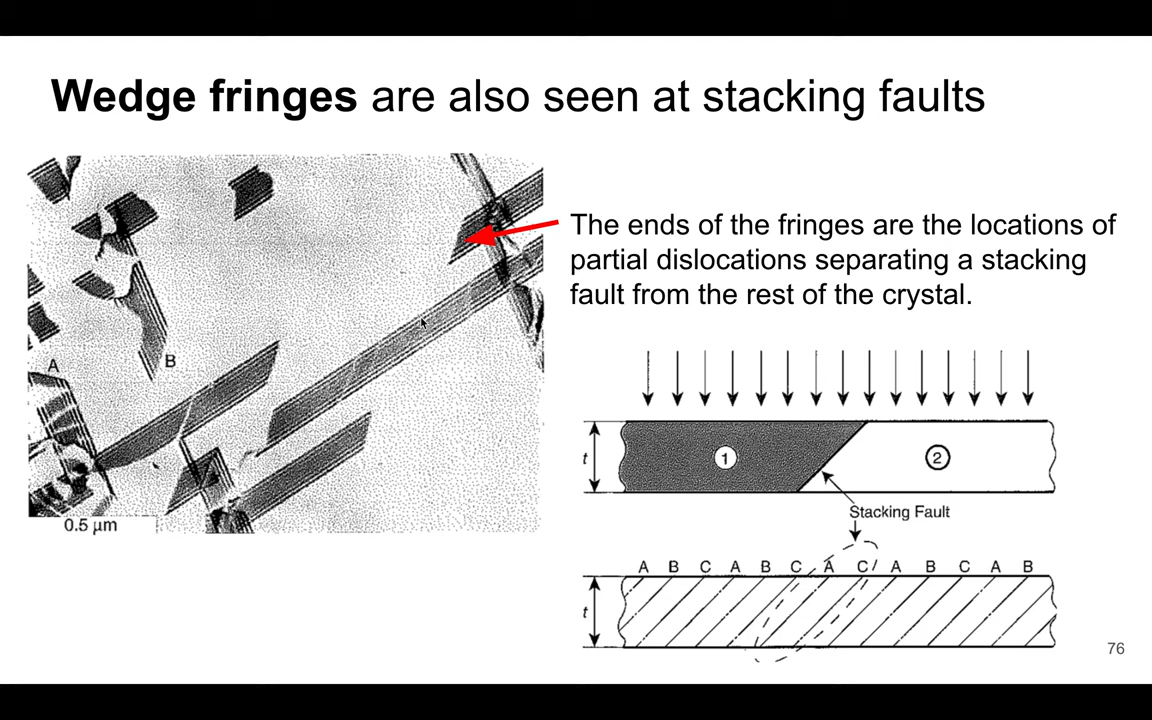 Wedge fringes are also seen at stacking faults
The ends of the fringes are the locations of
partial dislocations separating a stacking
fault from the rest of the crystal.
A
B
0.5 μm
t
1
2
Stacking Fault
A B C A B C A C A B C A B
t
76